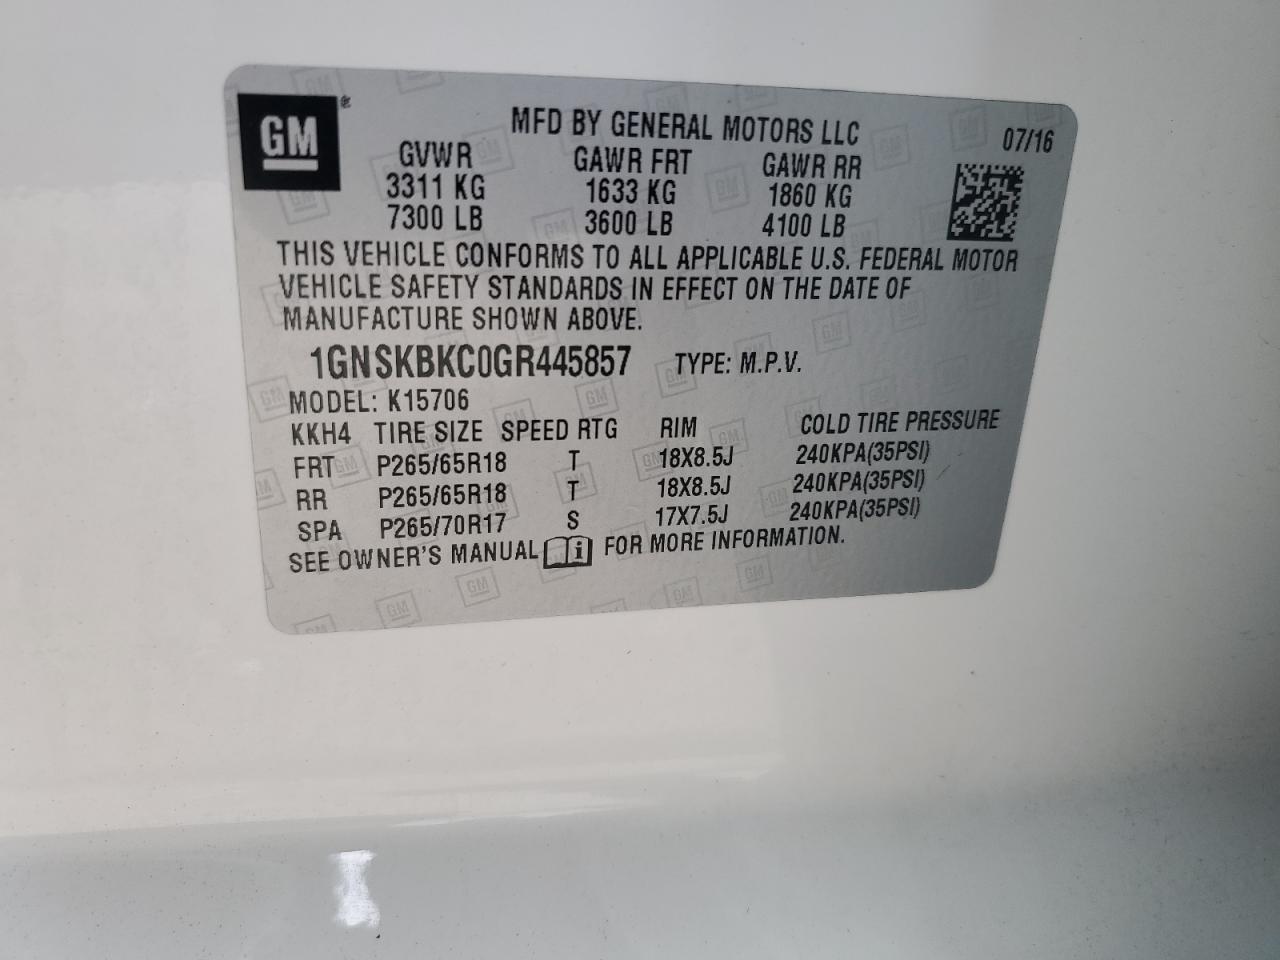 GM ®
MFD BY GENERAL MOTORS LLC
07/16
GVWR GAWR FRT GAWR RR
3311 KG 1633 KG 1860 KG
7300 LB 3600 LB 4100 LB
THIS VEHICLE CONFORMS TO ALL APPLICABLE U.S. FEDERAL MOTOR
VEHICLE SAFETY STANDARDS IN EFFECT ON THE DATE OF
MANUFACTURE SHOWN ABOVE.
1GNSKBKC0GR445857 TYPE: M.P.V.
MODEL: K15706
KKH4 TIRE SIZE SPEED RTG RIM COLD TIRE PRESSURE
FRT P265/65R18 T 18X8.5J 240KPA(35PSI)
RR P265/65R18 T 18X8.5J 240KPA(35PSI)
SPA P265/70R17 S 17X7.5J 240KPA(35PSI)
SEE OWNER'S MANUAL i FOR MORE INFORMATION.